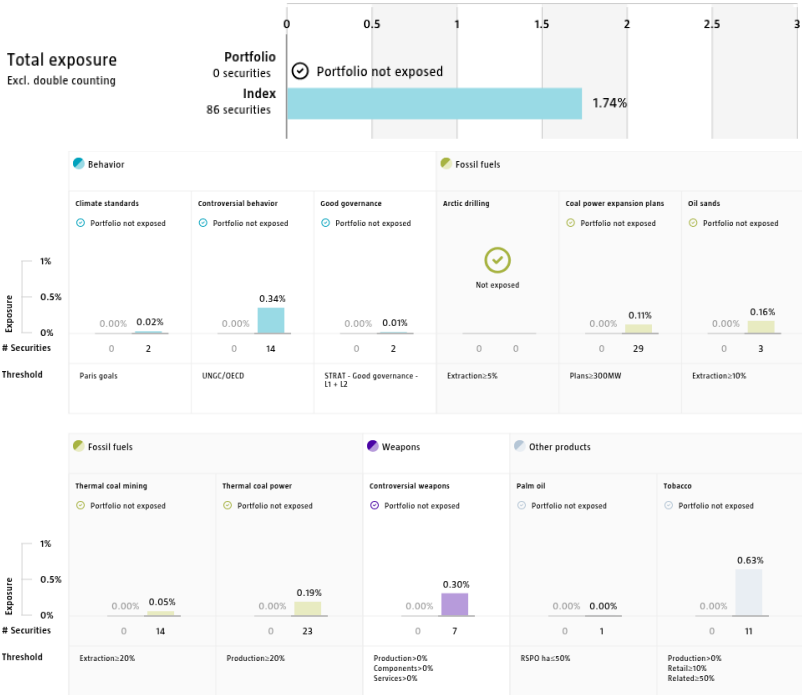 0 0.5 1 1.5 2 2.5 3
Total exposure
Excl. double counting
Portfolio
0 securities
Portfolio not exposed
Index
86 securities
1.74%
Behavior
Fossil fuels
Climate standards
Controversial behavior
Good governance
Arctic drilling
Coal power expansion plans
Oil sands
Portfolio not exposed
Portfolio not exposed
Portfolio not exposed
Portfolio not exposed
Portfolio not exposed
Not exposed
Exposure
1%
0.5%
0%
0.00% 0.02%
0.00% 0.34%
0.00% 0.01%
0.00% 0.11%
0.00% 0.16%
# Securities
0 2
0 14
0 2
0 0
0 29
0 3
Threshold
Paris goals
UNGC/OECD
STRAT - Good governance -
L1 + L2
Extraction≥5%
Plans≥300MW
Extraction≥10%
Fossil fuels
Weapons
Other products
Thermal coal mining
Thermal coal power
Controversial weapons
Palm oil
Tobacco
Portfolio not exposed
Portfolio not exposed
Portfolio not exposed
Portfolio not exposed
Portfolio not exposed
Exposure
1%
0.5%
0%
0.00% 0.05%
0.00% 0.19%
0.00% 0.30%
0.00% 0.00%
0.00% 0.63%
# Securities
0 14
0 23
0 7
0 1
0 11
Threshold
Extraction≥20%
Production≥20%
Production>0%
Components>0%
Services>0%
RSPO ha≤50%
Production>0%
Retail≥10%
Related≥50%